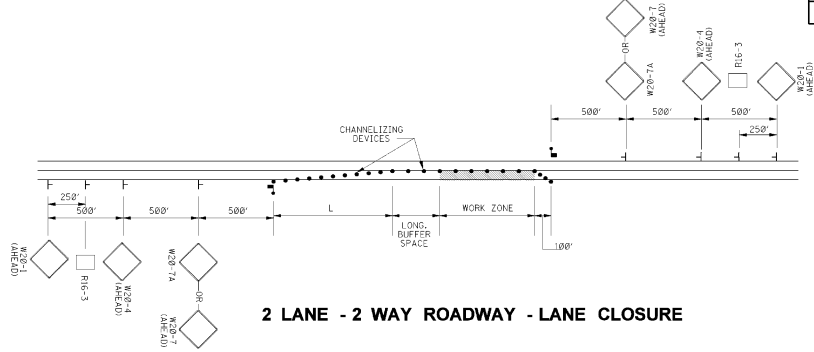 W20-7
(AHEAD)
OR
W20-7A
W20-4
(AHEAD)
R16-3
W20-1
(AHEAD)
500'
500'
500'
250'
CHANNELIZING
DEVICES
250'
500'
500'
500'
L
LONG.
BUFFER
SPACE
WORK ZONE
100'
W20-1
(AHEAD)
R16-3
W20-4
(AHEAD)
W20-7A
OR
W20-7
(AHEAD)
2 LANE - 2 WAY ROADWAY - LANE CLOSURE